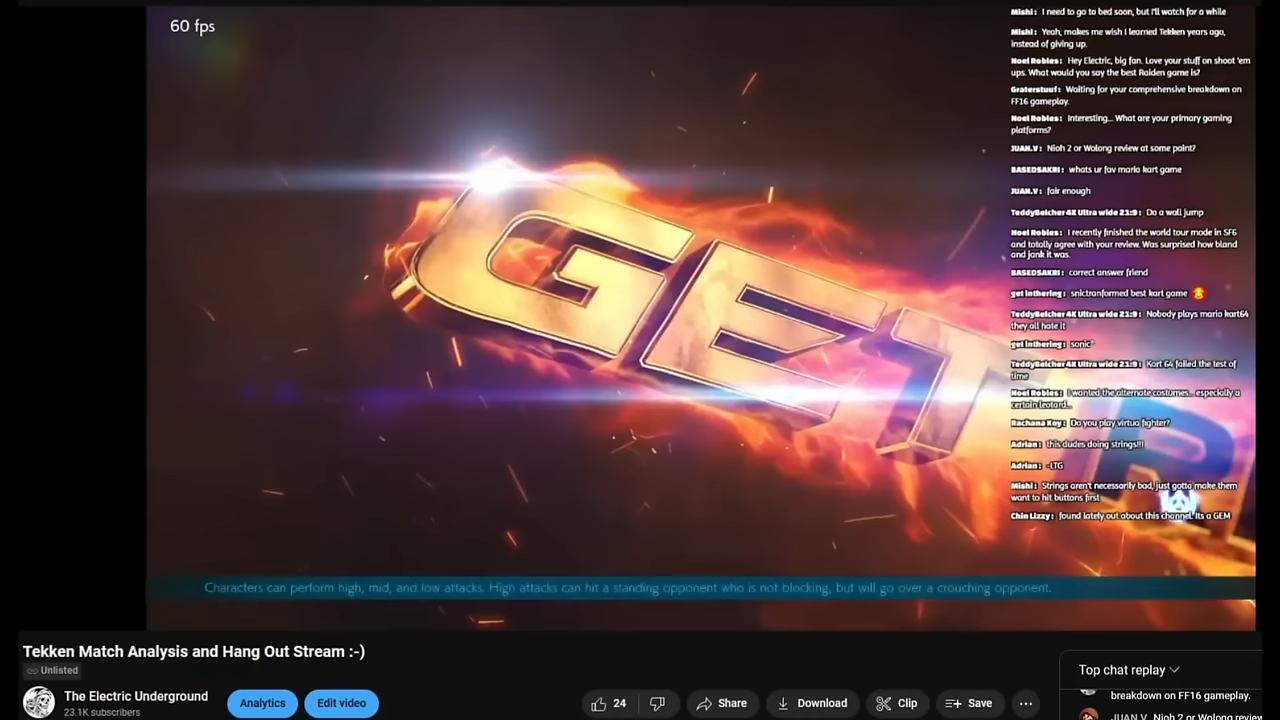 60 fps
GET
Mishi : I need to go to bed soon, but I'll watch for a while
Mishi : Yeah, makes me wish I learned Tekken years ago,
instead of giving up.
Noel Robles : Hey Electric, big fan. Love your stuff on shoot 'em
ups. What would you say the best Raiden game is?
Graterstuuf : Waiting for your comprehensive breakdown on
FF16 gameplay.
Noel Robles : Interesting... What are your primary gaming
platforms?
JUAN.V : Nioh 2 or Wolong review at some point?
BASEDSAKRI : whats ur fav mario kart game
JUAN.V : fair enough
TeddyBelcher4K Ultra wide 21:9 : Do a wall jump
Noel Robles : I recently finished the world tour mode in SF6
and totally agree with your review. Was surprised how bland
and jank it was.
BASEDSAKRI : correct answer friend
get inthering : snictranformed best kart game
TeddyBelcher4K Ultra wide 21:9 : Nobody plays mario kart64
they all hate it
get inthering : sonic*
TeddyBelcher4K Ultra wide 21:9 : Kart 64 failed the test of
time
Noel Robles : I wanted the alternate costumes... especially a
certain leotard...
Rachana Koy : Do you play virtua fighter?
Adrian : this dudes doing strings!!!
Adrian : -LTG
Mishi : Strings aren't necessarily bad, just gotta make them
want to hit buttons first
Chin Lizzy : found lately out about this channel. Its a GEM
Characters can perform high, mid, and low attacks. High attacks can hit a standing opponent who is not blocking, but will go over a crouching opponent.
Tekken Match Analysis and Hang Out Stream :-)
Unlisted
The Electric Underground
23.1K subscribers
Analytics
Edit video
24
Share
Download
Clip
Save
Top chat replay
breakdown on FF16 gameplay.
JUAN.V Nioh 2 or Wolong review